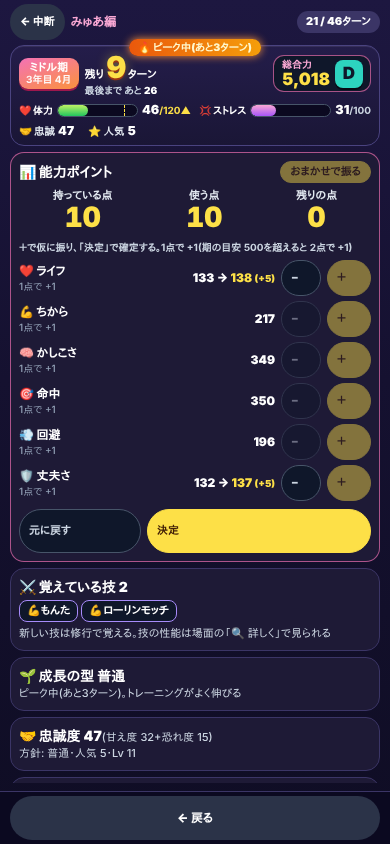 ← 中断 みゅあ編 21 / 46ターン
🔥 ピーク中(あと3ターン)
ミドル期
3年目 4月
残り 9 ターン
最後まで あと 26
総合力
5,018 D
❤️ 体力 46/120▲ 💢 ストレス 31/100
🤝 忠誠 47 ⭐ 人気 5
📊 能力ポイント おまかせで振る
持っている点 使う点 残りの点
10 10 0
＋で仮に振り、「決定」で確定する。1点で +1(期の目安 500を超えると 2点で +1)
❤️ ライフ 133 → 138 (+5) − ＋
1点で +1
💪 ちから 217 − ＋
1点で +1
🧠 かしこさ 349 − ＋
1点で +1
🎯 命中 350 − ＋
1点で +1
💨 回避 196 − ＋
1点で +1
🛡️ 丈夫さ 132 → 137 (+5) − ＋
1点で +1
元に戻す 決定
⚔️ 覚えている技 2
💪もんた 💪ローリンモッチ
新しい技は修行で覚える。技の性能は場面の「🔍 詳しく」で見られる
🌱 成長の型 普通
ピーク中(あと3ターン)。トレーニングがよく伸びる
🤝 忠誠度 47(甘え度 32+恐れ度 15)
方針: 普通・人気 5・Lv 11
← 戻る